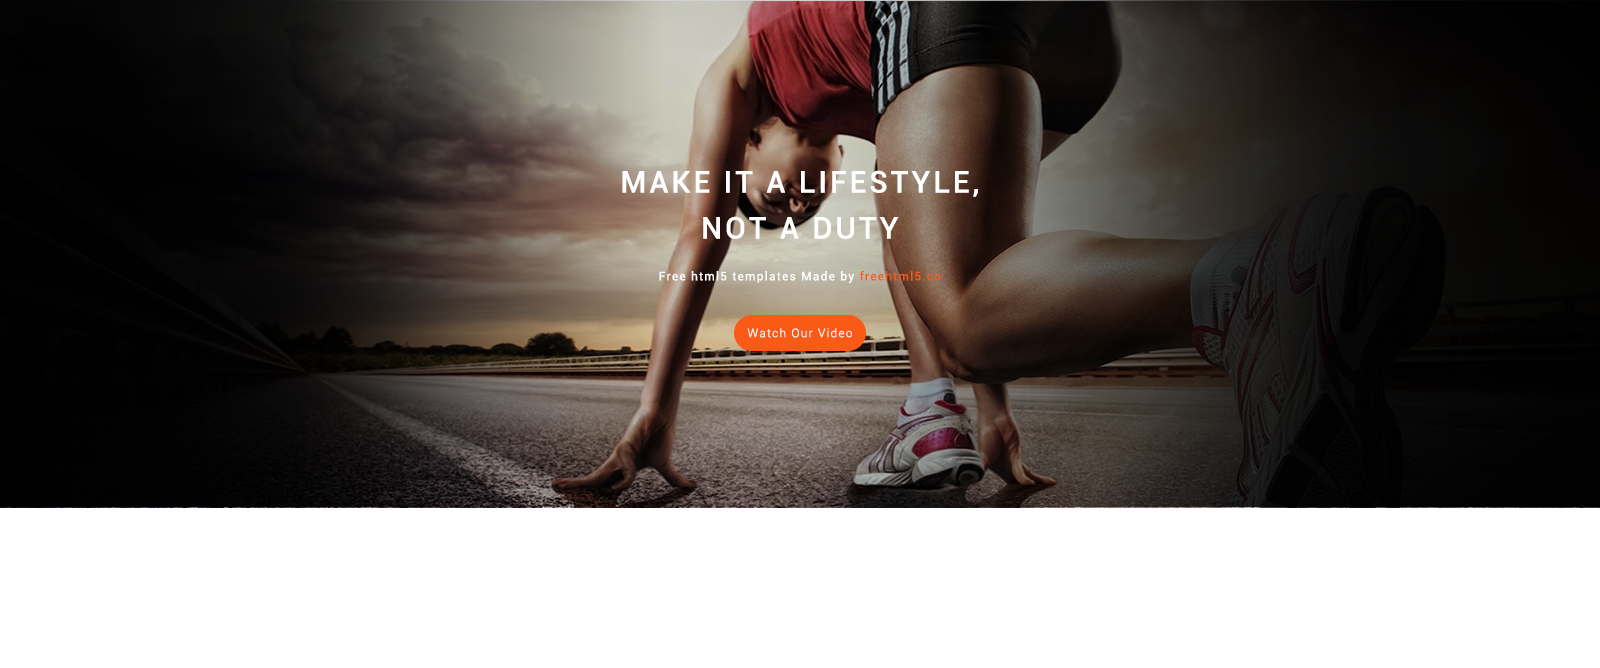 MAKE IT A LIFESTYLE,
NOT A DUTY
Free html5 templates Made by freehtml5.co
Watch Our Video